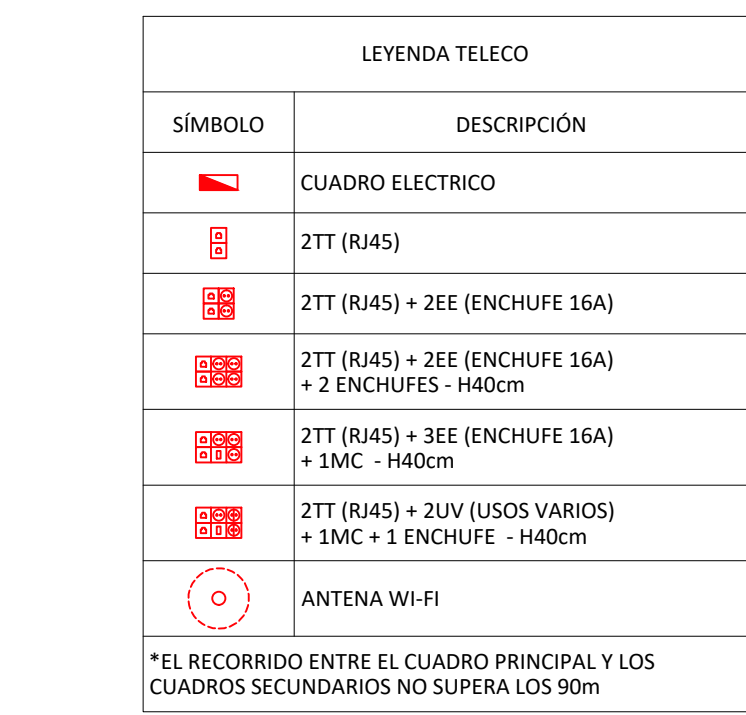 LEYENDA TELECO
SÍMBOLO DESCRIPCIÓN
CUADRO ELECTRICO
2TT (RJ45)
2TT (RJ45) + 2EE (ENCHUFE 16A)
2TT (RJ45) + 2EE (ENCHUFE 16A)
+ 2 ENCHUFES - H40cm
2TT (RJ45) + 3EE (ENCHUFE 16A)
+ 1MC - H40cm
2TT (RJ45) + 2UV (USOS VARIOS)
+ 1MC + 1 ENCHUFE - H40cm
ANTENA WI-FI
*EL RECORRIDO ENTRE EL CUADRO PRINCIPAL Y LOS
CUADROS SECUNDARIOS NO SUPERA LOS 90m